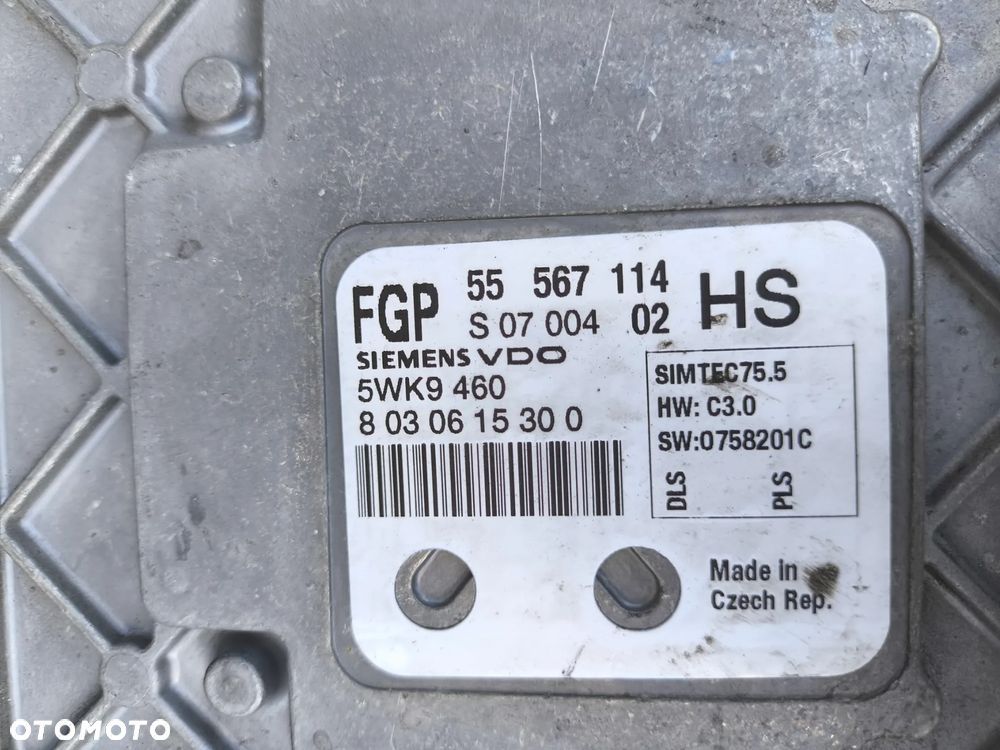 FGP 55 567 114 HS
S 07 004 02
SIEMENS VDO
5WK9 460
8 03 06 15 30 0
SIMTEC75.5
HW: C3.0
SW:0758201C
DLS PLS
Made in
Czech Rep.
OTOMOTO